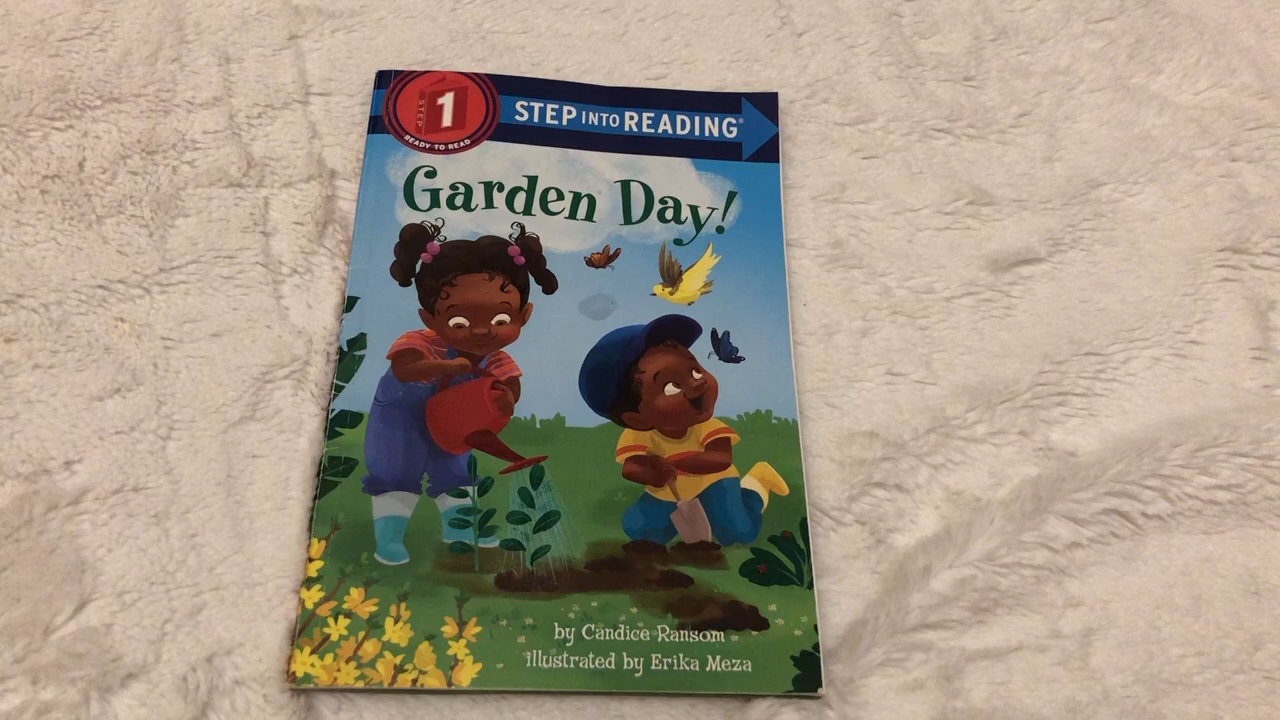 STEP 1
READY TO READ
STEP INTO READING®
Garden Day!
by Candice Ransom
illustrated by Erika Meza